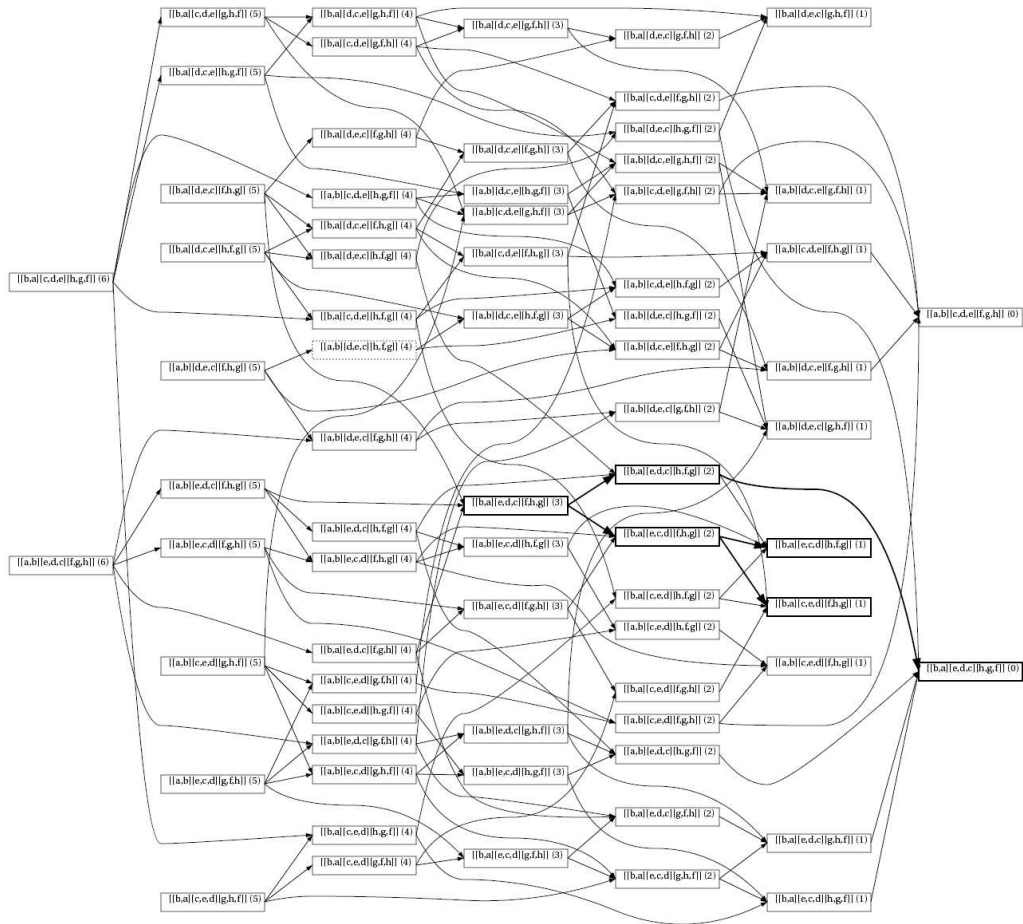 [[b,a][c,d,e][h,g,f]] (6)
[[a,b][e,d,c][f,g,h]] (6)
[[b,a][c,d,e][g,h,f]] (5)
[[b,a][d,c,e][h,g,f]] (5)
[[b,a][d,e,c][f,h,g]] (5)
[[b,a][d,c,e][h,f,g]] (5)
[[a,b][d,e,c][f,h,g]] (5)
[[a,b][e,d,c][f,h,g]] (5)
[[a,b][e,c,d][f,g,h]] (5)
[[a,b][c,e,d][g,h,f]] (5)
[[a,b][e,c,d][g,f,h]] (5)
[[b,a][c,e,d][g,h,f]] (5)
[[b,a][d,c,e][g,h,f]] (4)
[[b,a][c,d,e][g,f,h]] (4)
[[b,a][d,e,c][f,g,h]] (4)
[[a,b][c,d,e][h,g,f]] (4)
[[b,a][d,c,e][f,h,g]] (4)
[[b,a][d,e,c][h,f,g]] (4)
[[b,a][c,d,e][h,f,g]] (4)
[[a,b][d,e,c][h,f,g]] (4)
[[a,b][d,e,c][f,g,h]] (4)
[[a,b][e,d,c][h,f,g]] (4)
[[a,b][e,c,d][f,h,g]] (4)
[[b,a][e,d,c][f,g,h]] (4)
[[a,b][c,e,d][g,f,h]] (4)
[[a,b][c,e,d][h,g,f]] (4)
[[a,b][e,d,c][g,f,h]] (4)
[[a,b][e,c,d][g,h,f]] (4)
[[b,a][c,e,d][h,g,f]] (4)
[[b,a][c,e,d][g,f,h]] (4)
[[b,a][d,c,e][g,f,h]] (3)
[[b,a][d,c,e][f,g,h]] (3)
[[a,b][d,c,e][h,g,f]] (3)
[[a,b][c,d,e][g,h,f]] (3)
[[b,a][c,d,e][f,h,g]] (3)
[[a,b][d,c,e][h,f,g]] (3)
[[b,a][e,d,c][f,h,g]] (3)
[[a,b][e,c,d][h,f,g]] (3)
[[b,a][e,c,d][f,g,h]] (3)
[[a,b][e,d,c][g,h,f]] (3)
[[a,b][e,c,d][h,g,f]] (3)
[[b,a][e,c,d][g,f,h]] (3)
[[b,a][d,e,c][g,f,h]] (2)
[[b,a][c,d,e][f,g,h]] (2)
[[b,a][d,e,c][h,g,f]] (2)
[[a,b][d,c,e][g,h,f]] (2)
[[a,b][c,d,e][g,f,h]] (2)
[[a,b][c,d,e][h,f,g]] (2)
[[a,b][d,e,c][h,g,f]] (2)
[[a,b][d,c,e][f,h,g]] (2)
[[a,b][d,e,c][g,f,h]] (2)
[[b,a][e,d,c][h,f,g]] (2)
[[b,a][e,c,d][f,h,g]] (2)
[[b,a][c,e,d][h,f,g]] (2)
[[a,b][c,e,d][h,f,g]] (2)
[[b,a][c,e,d][f,g,h]] (2)
[[a,b][c,e,d][f,g,h]] (2)
[[a,b][e,d,c][h,g,f]] (2)
[[b,a][e,d,c][g,f,h]] (2)
[[b,a][e,c,d][g,h,f]] (2)
[[b,a][d,e,c][g,h,f]] (1)
[[a,b][d,c,e][g,f,h]] (1)
[[a,b][c,d,e][f,h,g]] (1)
[[a,b][d,c,e][f,g,h]] (1)
[[a,b][d,e,c][g,h,f]] (1)
[[b,a][e,c,d][h,f,g]] (1)
[[b,a][c,e,d][f,h,g]] (1)
[[a,b][c,e,d][f,h,g]] (1)
[[b,a][e,d,c][g,h,f]] (1)
[[b,a][e,c,d][h,g,f]] (1)
[[a,b][c,d,e][f,g,h]] (0)
[[b,a][e,d,c][h,g,f]] (0)